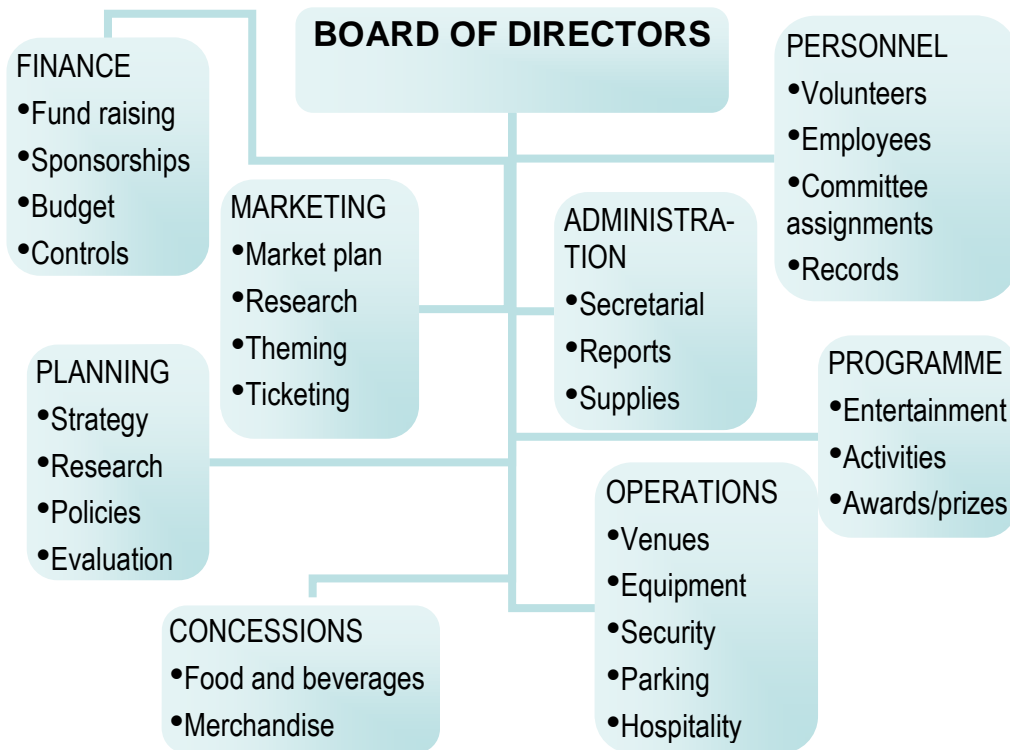 BOARD OF DIRECTORS
FINANCE
•Fund raising
•Sponsorships
•Budget
•Controls
PERSONNEL
•Volunteers
•Employees
•Committee
assignments
•Records
MARKETING
•Market plan
•Research
•Theming
•Ticketing
ADMINISTRA-
TION
•Secretarial
•Reports
•Supplies
PLANNING
•Strategy
•Research
•Policies
•Evaluation
PROGRAMME
•Entertainment
•Activities
•Awards/prizes
OPERATIONS
•Venues
•Equipment
•Security
•Parking
•Hospitality
CONCESSIONS
•Food and beverages
•Merchandise